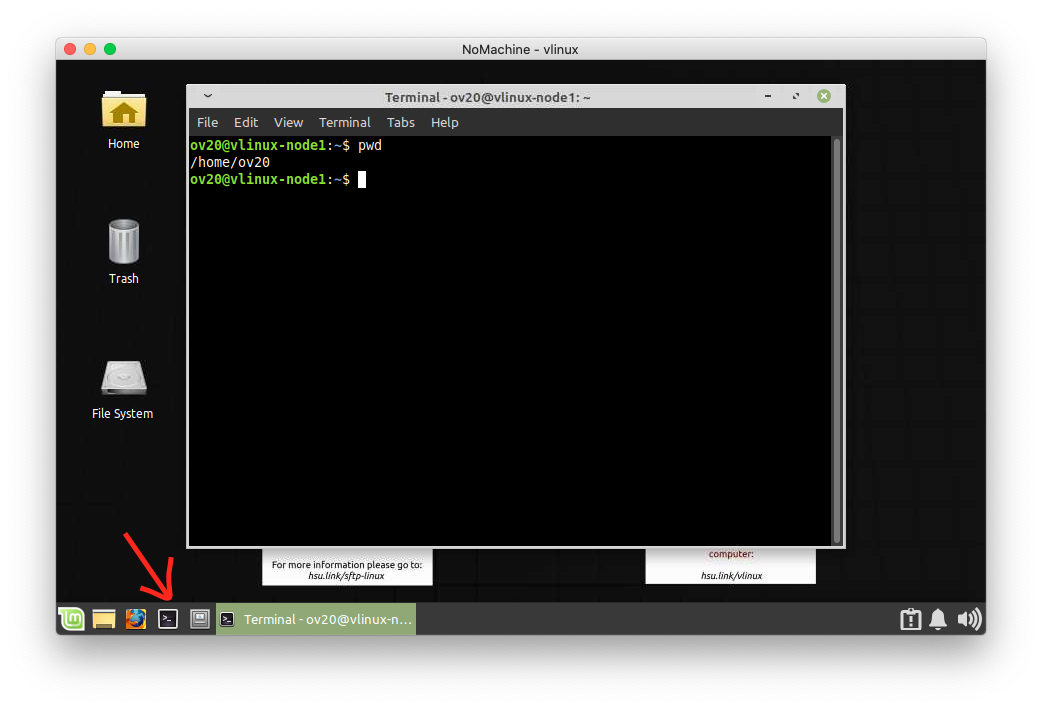 NoMachine - vlinux
Home
Trash
File System
Terminal - ov20@vlinux-node1: ~
File Edit View Terminal Tabs Help
ov20@vlinux-node1:~$ pwd
/home/ov20
ov20@vlinux-node1:~$
For more information please go to:
hsu.link/sftp-linux
computer:
hsu.link/vlinux
Terminal - ov20@vlinux-n...